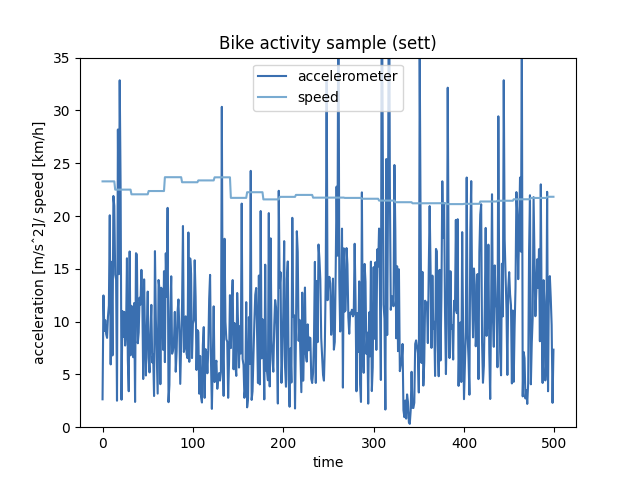 Bike activity sample (sett)
acceleration [m/s^2]/ speed [km/h]
35
30
25
20
15
10
5
0
accelerometer
speed
0 100 200 300 400 500
time